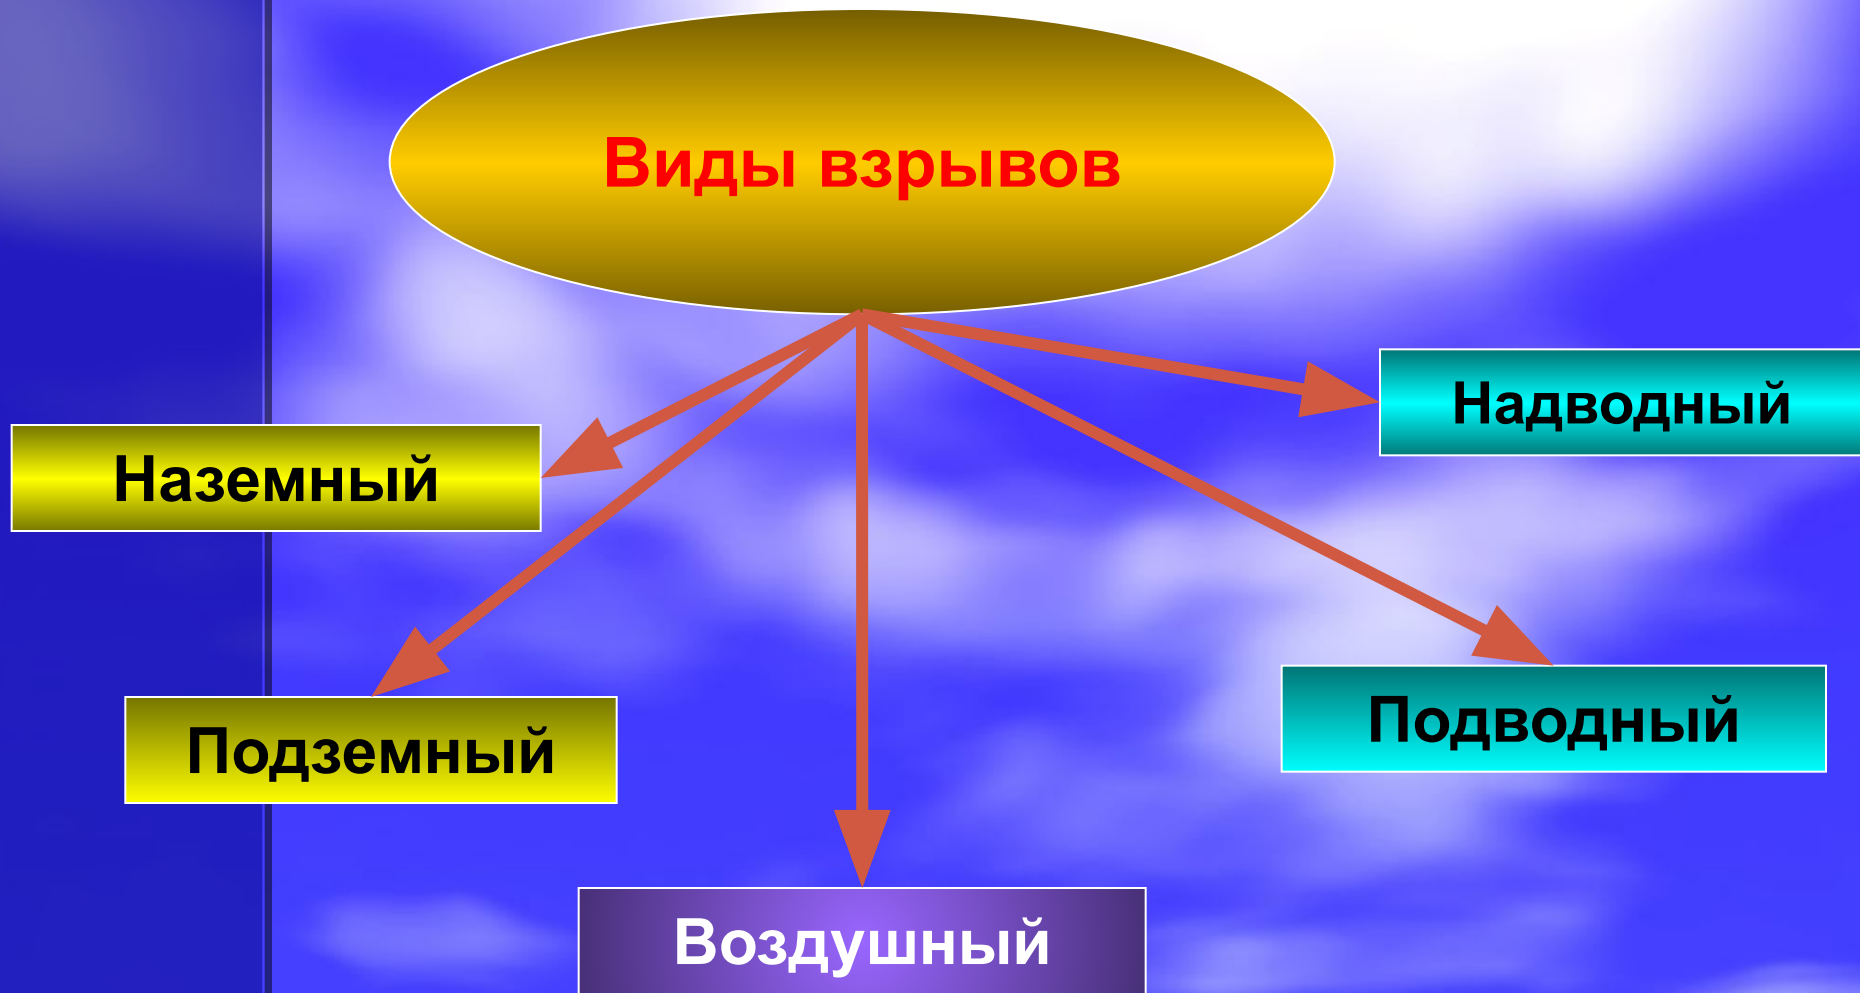 Виды взрывов
Надводный
Наземный
Подводный
Подземный
Воздушный